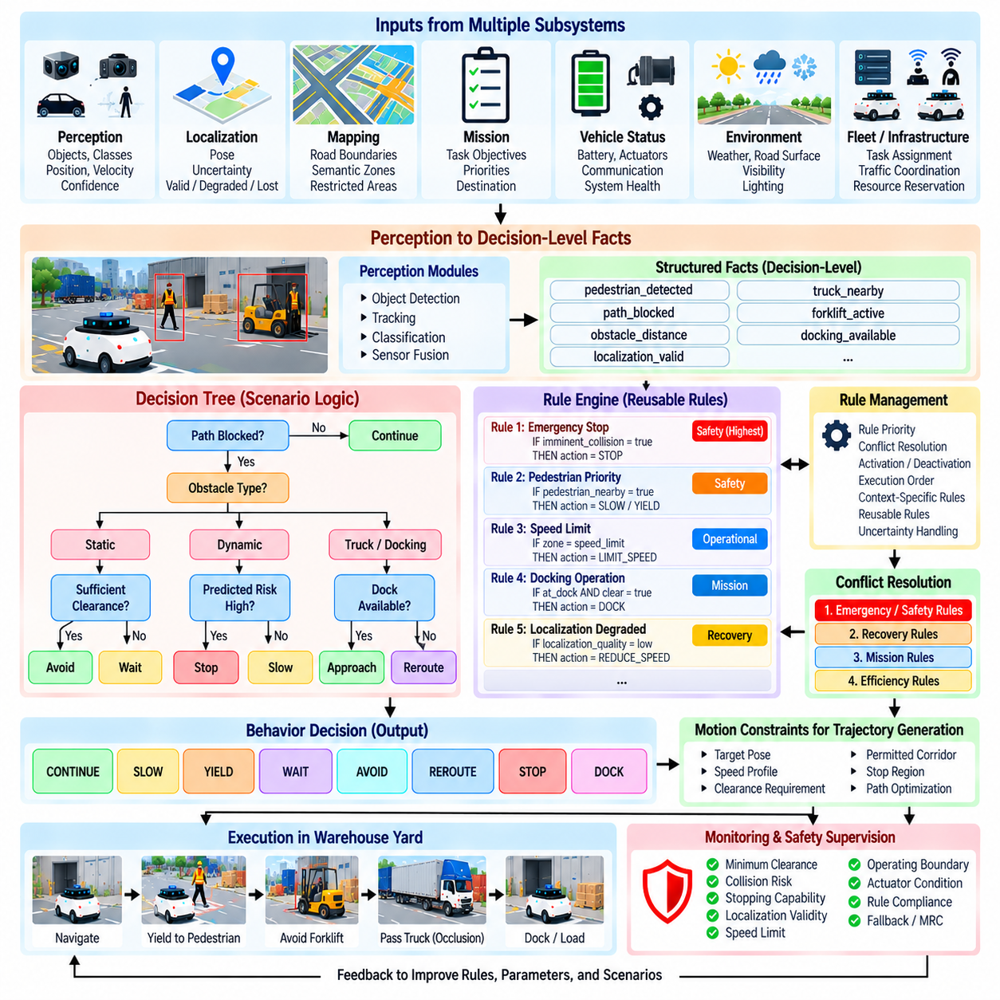 Inputs from Multiple Subsystems
Perception
Objects, Classes
Position, Velocity
Confidence
Localization
Pose
Uncertainty
Valid / Degraded / Lost
Mapping
Road Boundaries
Semantic Zones
Restricted Areas
Mission
Task Objectives
Priorities
Destination
Vehicle Status
Battery, Actuators
Communication
System Health
Environment
Weather, Road Surface
Visibility
Lighting
Fleet / Infrastructure
Task Assignment
Traffic Coordination
Resource Reservation
Perception to Decision-Level Facts
Perception Modules
Object Detection
Tracking
Classification
Sensor Fusion
Structured Facts (Decision-Level)
pedestrian_detected
truck_nearby
path_blocked
forklift_active
obstacle_distance
docking_available
localization_valid
...
Decision Tree (Scenario Logic)
Path Blocked?
No
Continue
Yes
Obstacle Type?
Static
Dynamic
Truck / Docking
Sufficient
Clearance?
Predicted Risk
High?
Dock
Available?
Yes
No
Yes
No
Yes
No
Avoid
Wait
Stop
Slow
Approach
Reroute
Rule Engine (Reusable Rules)
Rule 1: Emergency Stop
IF imminent_collision = true
THEN action = STOP
Safety (Highest)
Rule 2: Pedestrian Priority
IF pedestrian_nearby = true
THEN action = SLOW / YIELD
Safety
Rule 3: Speed Limit
IF zone = speed_limit
THEN action = LIMIT_SPEED
Operational
Rule 4: Docking Operation
IF at_dock AND clear = true
THEN action = DOCK
Mission
Rule 5: Localization Degraded
IF localization_quality = low
THEN action = REDUCE_SPEED
Recovery
...
Rule Management
Rule Priority
Conflict Resolution
Activation / Deactivation
Execution Order
Context-Specific Rules
Reusable Rules
Uncertainty Handling
Conflict Resolution
1. Emergency / Safety Rules
2. Recovery Rules
3. Mission Rules
4. Efficiency Rules
Behavior Decision (Output)
CONTINUE
SLOW
YIELD
WAIT
AVOID
REROUTE
STOP
DOCK
Motion Constraints for Trajectory Generation
Target Pose
Speed Profile
Clearance Requirement
Permitted Corridor
Stop Region
Path Optimization
Execution in Warehouse Yard
Navigate
Yield to Pedestrian
Avoid Forklift
Pass Truck (Occlusion)
Dock / Load
Monitoring & Safety Supervision
Minimum Clearance
Collision Risk
Stopping Capability
Localization Validity
Speed Limit
Operating Boundary
Actuator Condition
Rule Compliance
Fallback / MRC
Feedback to Improve Rules, Parameters, and Scenarios